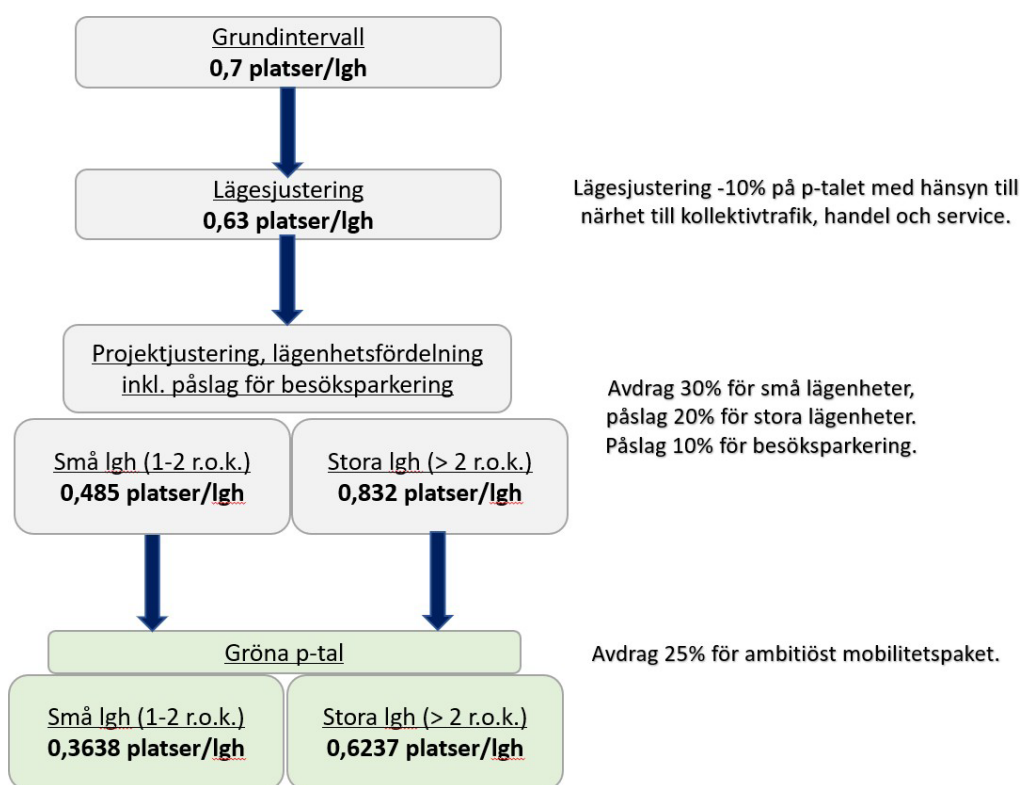 Grundintervall
0,7 platser/lgh
Lägesjustering
0,63 platser/lgh
Lägesjustering -10% på p-talet med hänsyn till
närhet till kollektivtrafik, handel och service.
Projektjustering, lägenhetsfördelning
inkl. påslag för besöksparkering
Avdrag 30% för små lägenheter,
påslag 20% för stora lägenheter.
Påslag 10% för besöksparkering.
Små lgh (1-2 r.o.k.)
0,485 platser/lgh
Stora lgh (> 2 r.o.k.)
0,832 platser/lgh
Gröna p-tal
Avdrag 25% för ambitiöst mobilitetspaket.
Små lgh (1-2 r.o.k.)
0,3638 platser/lgh
Stora lgh (> 2 r.o.k.)
0,6237 platser/lgh